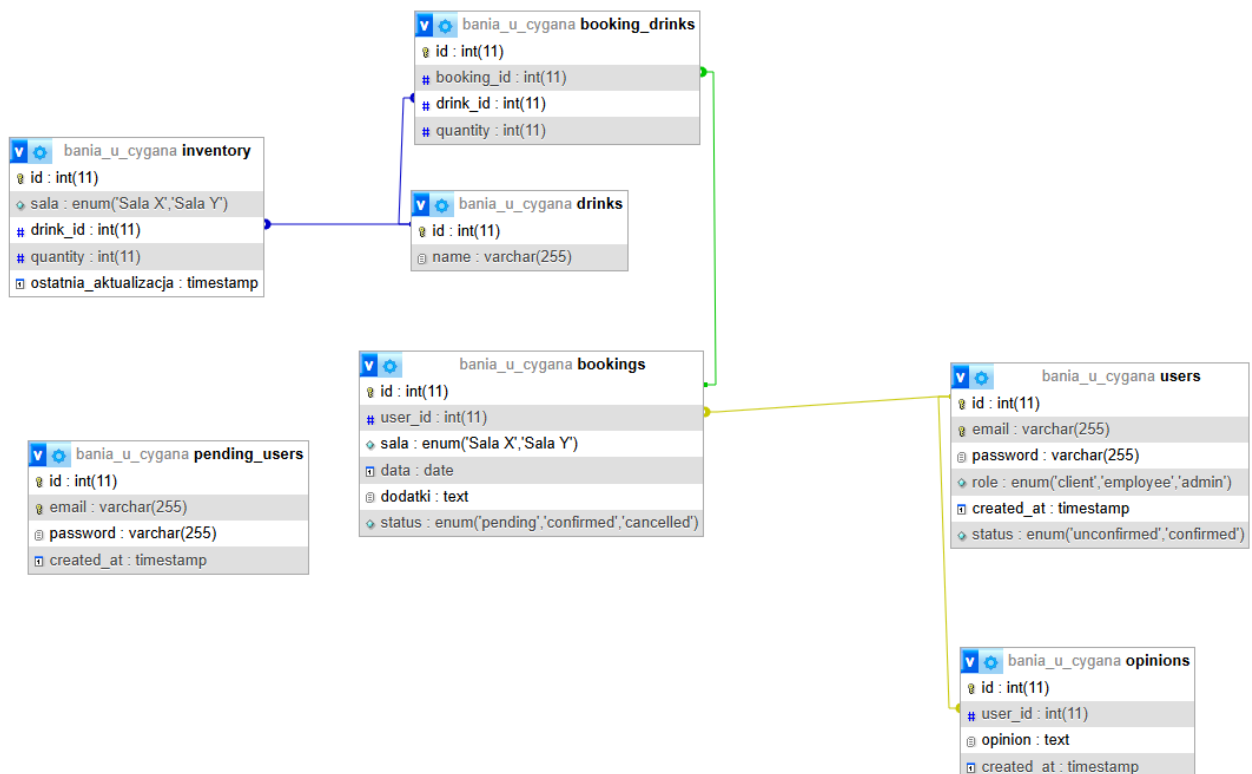 bania_u_cygana booking_drinks
id : int(11)
booking_id : int(11)
drink_id : int(11)
quantity : int(11)
bania_u_cygana inventory
id : int(11)
sala : enum('Sala X','Sala Y')
drink_id : int(11)
quantity : int(11)
ostatnia_aktualizacja : timestamp
bania_u_cygana drinks
id : int(11)
name : varchar(255)
bania_u_cygana bookings
id : int(11)
user_id : int(11)
sala : enum('Sala X','Sala Y')
data : date
dodatki : text
status : enum('pending','confirmed','cancelled')
bania_u_cygana users
id : int(11)
email : varchar(255)
password : varchar(255)
role : enum('client','employee','admin')
created_at : timestamp
status : enum('unconfirmed','confirmed')
bania_u_cygana pending_users
id : int(11)
email : varchar(255)
password : varchar(255)
created_at : timestamp
bania_u_cygana opinions
id : int(11)
user_id : int(11)
opinion : text
created_at : timestamp